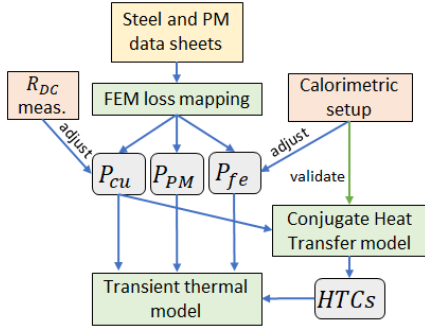 Steel and PM
data sheets
R_DC
meas.
FEM loss mapping
Calorimetric
setup
adjust
adjust
P_cu
P_PM
P_fe
validate
Conjugate Heat
Transfer model
Transient thermal
model
HTCs